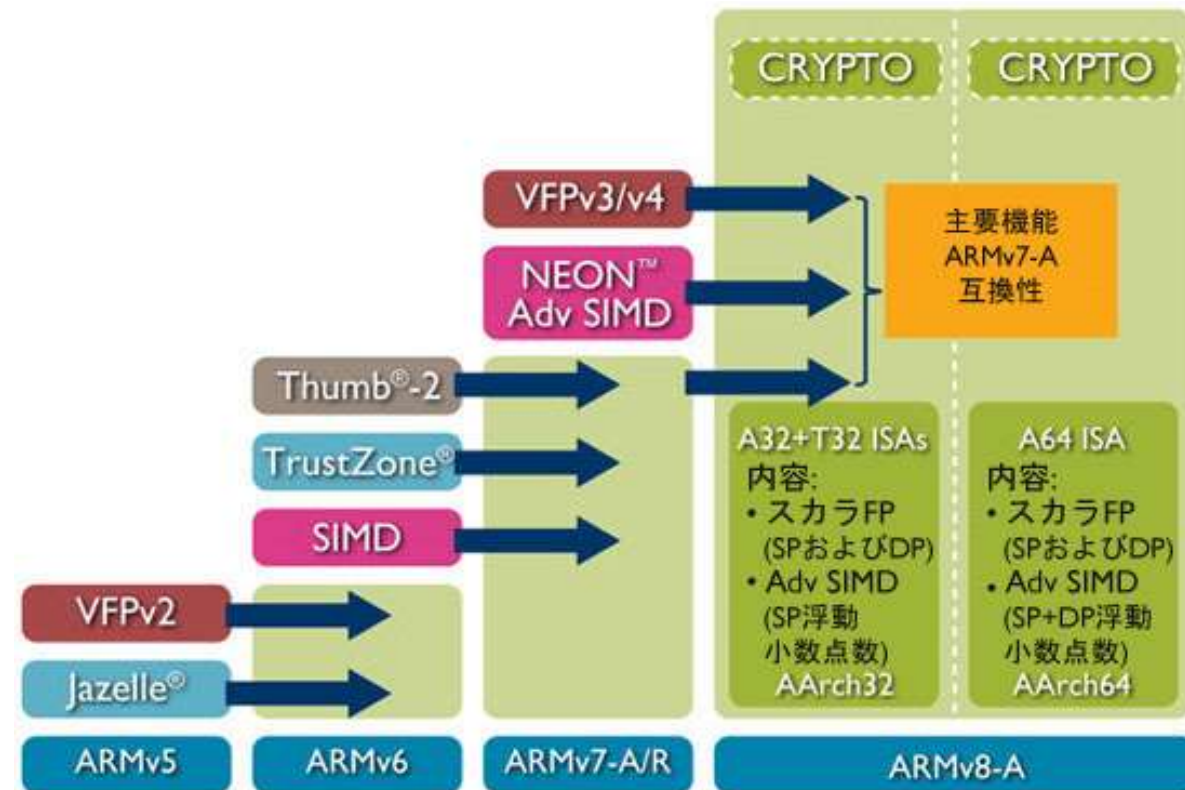 CRYPTO
CRYPTO
VFPv3/v4
主要機能
ARMv7-A
互換性
NEON™
Adv SIMD
Thumb®-2
TrustZone®
SIMD
A32+T32 ISAs
内容:
• スカラFP
(SPおよびDP)
• Adv SIMD
(SP浮動
小数点数)
AArch32
A64 ISA
内容:
• スカラFP
(SPおよびDP)
• Adv SIMD
(SP+DP浮動
小数点数)
AArch64
VFPv2
Jazelle®
ARMv5
ARMv6
ARMv7-A/R
ARMv8-A